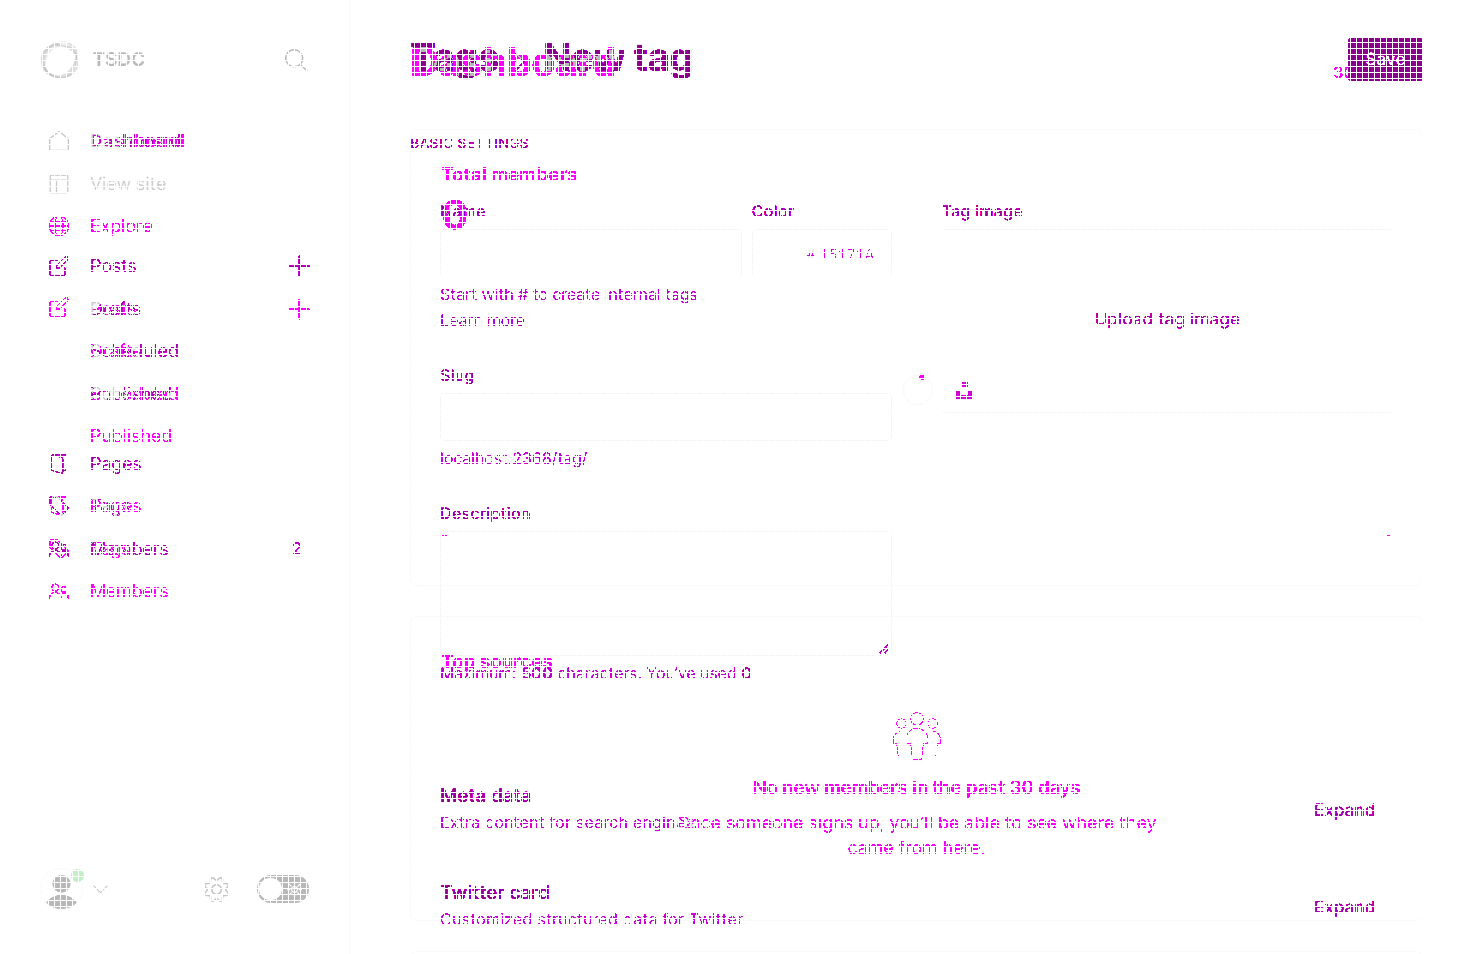 TSDC
Tags New tag
Save
Dashboard
View site
Explore
Posts
Drafts
Scheduled
Published
Published
Pages
Pages
Members 2
Members
BASIC SETTINGS
Total members
0
Name
Color
Tag image
#15171A
Start with # to create internal tags
Learn more
Upload tag image
Slug
localhost:2368/tag/
Description
Top sources
Maximum: 500 characters. You've used 0
No new members in the past 30 days
Meta data
Expand
Extra content for search engines
Once someone signs up, you'll be able to see where they
came from here.
Twitter card
Expand
Customized structured data for Twitter